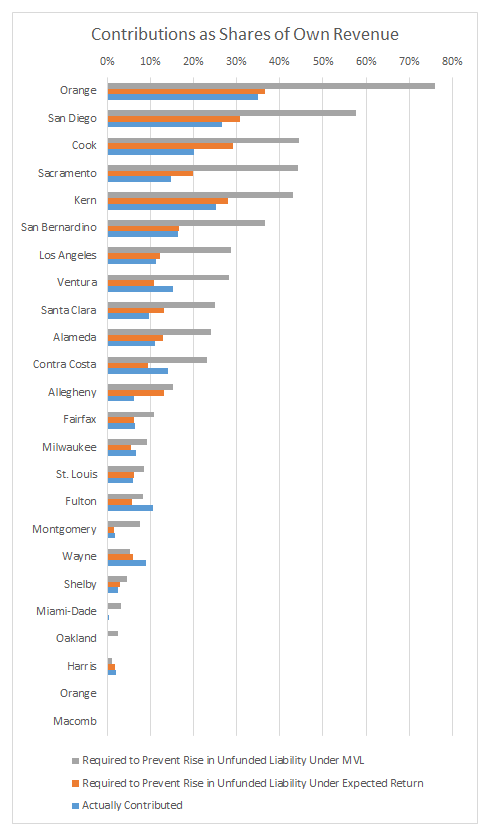 Contributions as Shares of Own Revenue
0% 10% 20% 30% 40% 50% 60% 70% 80%
Orange
San Diego
Cook
Sacramento
Kern
San Bernardino
Los Angeles
Ventura
Santa Clara
Alameda
Contra Costa
Allegheny
Fairfax
Milwaukee
St. Louis
Fulton
Montgomery
Wayne
Shelby
Miami-Dade
Oakland
Harris
Orange
Macomb
Required to Prevent Rise in Unfunded Liability Under MVL
Required to Prevent Rise in Unfunded Liability Under Expected Return
Actually Contributed